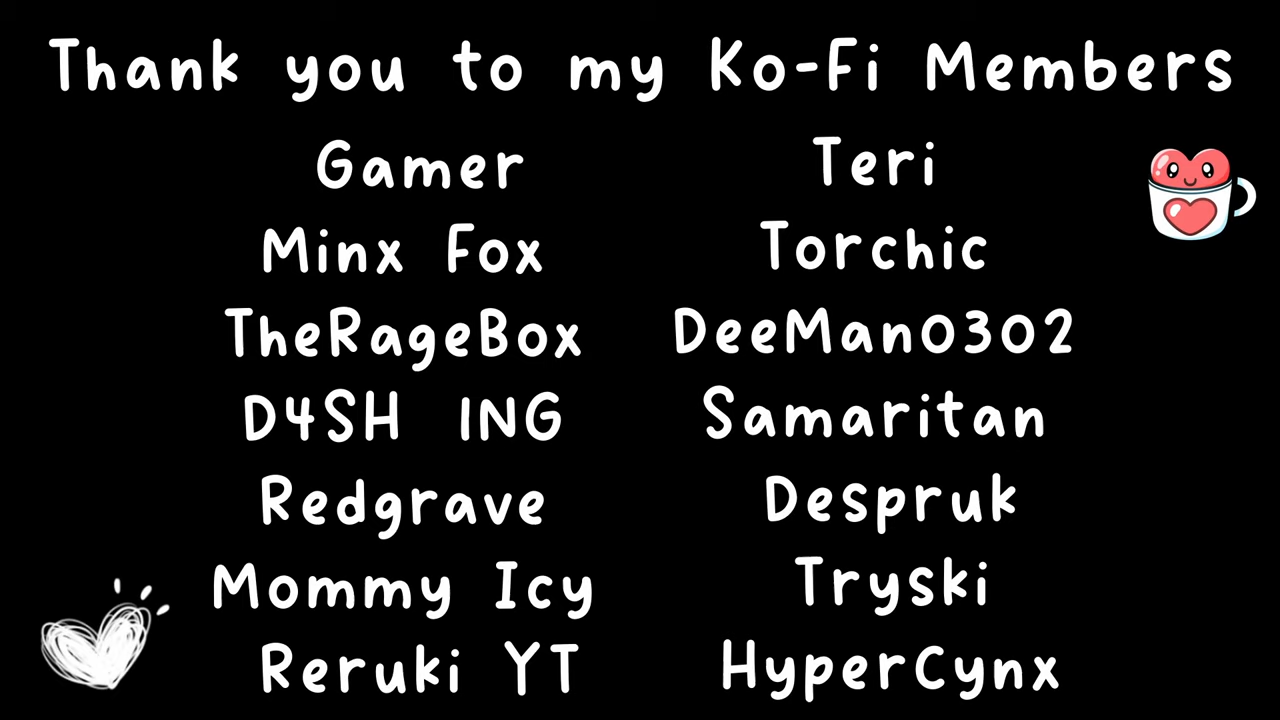 Thank you to my Ko-Fi Members
Gamer
Minx Fox
TheRageBox
D4SH ING
Redgrave
Mommy Icy
Reruki YT
Teri
Torchic
DeeMan0302
Samaritan
Despruk
Tryski
HyperCynx